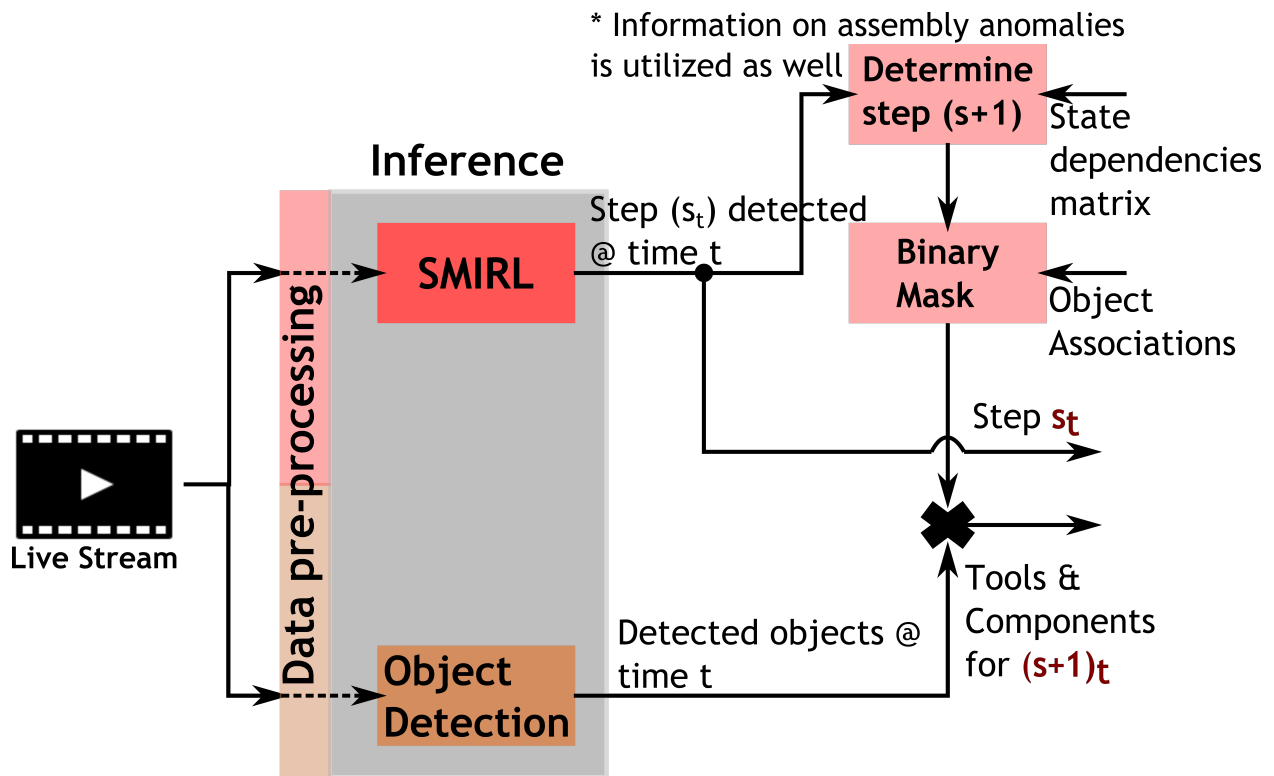 * Information on assembly anomalies
is utilized as well
Determine
step (s+1)
State
dependencies
matrix
Inference
Step (sₜ) detected
@ time t
SMIRL
Binary
Mask
Object
Associations
Data pre-processing
Step sₜ
Live Stream
Tools &
Components
for (s+1)ₜ
Detected objects @
time t
Object
Detection